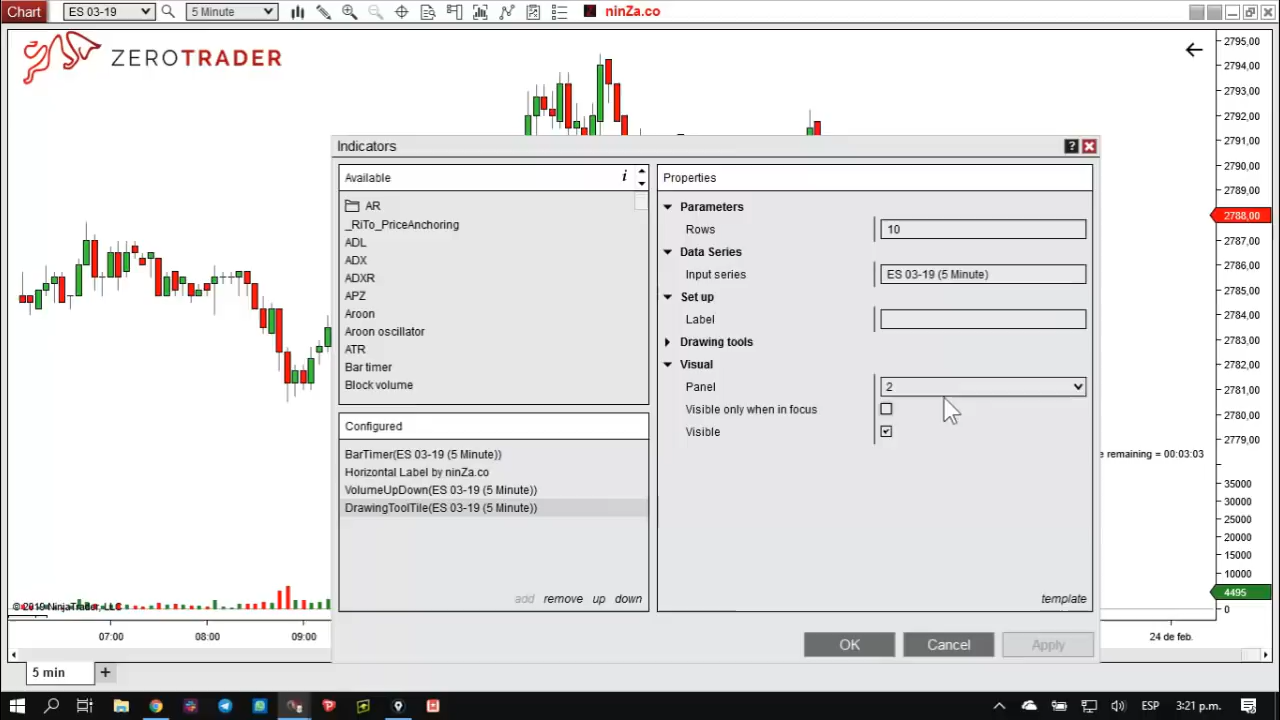 Chart
ES 03-19
5 Minute
ninZa.co
ZEROTRADER
Indicators
?
Available
i
AR
_RiTo_PriceAnchoring
ADL
ADX
ADXR
APZ
Aroon
Aroon oscillator
ATR
Bar timer
Block volume
Configured
BarTimer(ES 03-19 (5 Minute))
Horizontal Label by ninZa.co
VolumeUpDown(ES 03-19 (5 Minute))
DrawingToolTile(ES 03-19 (5 Minute))
add remove up down
Properties
Parameters
Rows 10
Data Series
Input series ES 03-19 (5 Minute)
Set up
Label
Drawing tools
Visual
Panel 2
Visible only when in focus
Visible
template
OK Cancel Apply
2795,00
2794,00
2793,00
2792,00
2791,00
2790,00
2789,00
2788,00
2787,00
2786,00
2785,00
2784,00
2783,00
2782,00
2781,00
2780,00
2779,00
e remaining = 00:03:03
35000
30000
25000
20000
15000
10000
4495
0
© 2019 NinjaTrader, LLC
07:00 08:00 09:00 24 de feb.
5 min +
ESP 3:21 p.m.